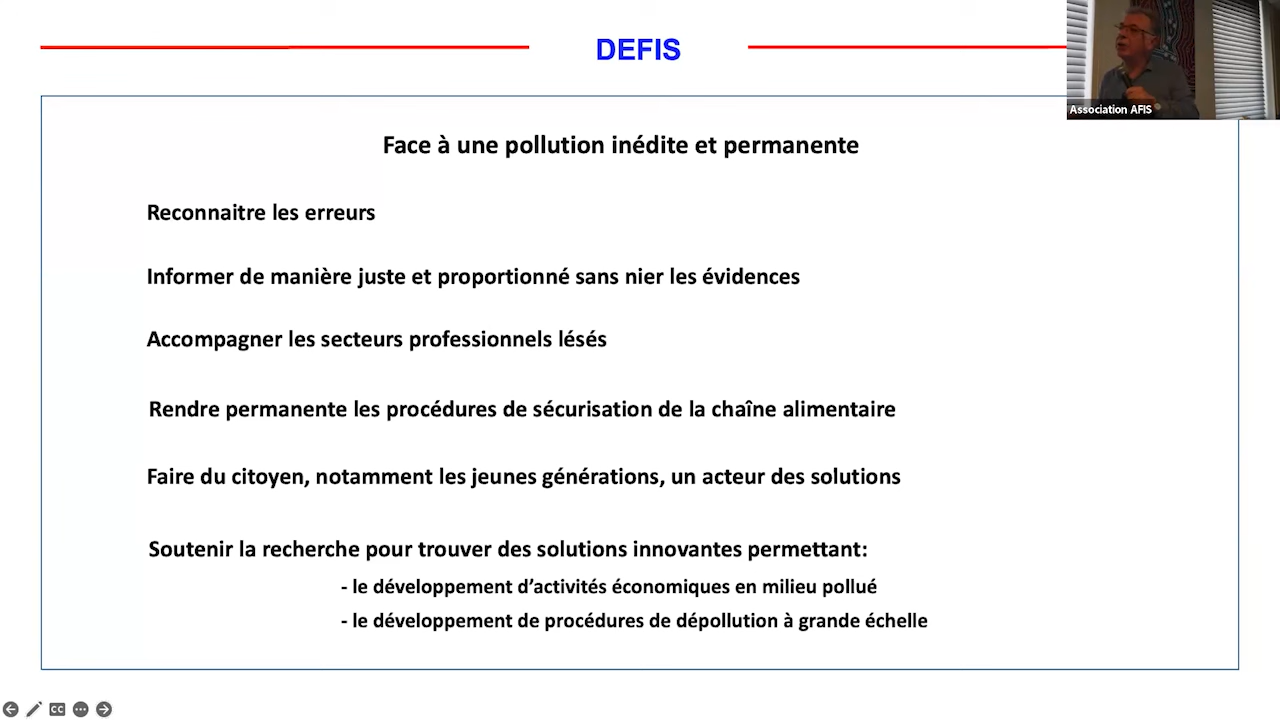 DEFIS
Association AFIS
Face à une pollution inédite et permanente
Reconnaitre les erreurs
Informer de manière juste et proportionné sans nier les évidences
Accompagner les secteurs professionnels lésés
Rendre permanente les procédures de sécurisation de la chaîne alimentaire
Faire du citoyen, notamment les jeunes générations, un acteur des solutions
Soutenir la recherche pour trouver des solutions innovantes permettant:
- le développement d’activités économiques en milieu pollué
- le développement de procédures de dépollution à grande échelle
CC